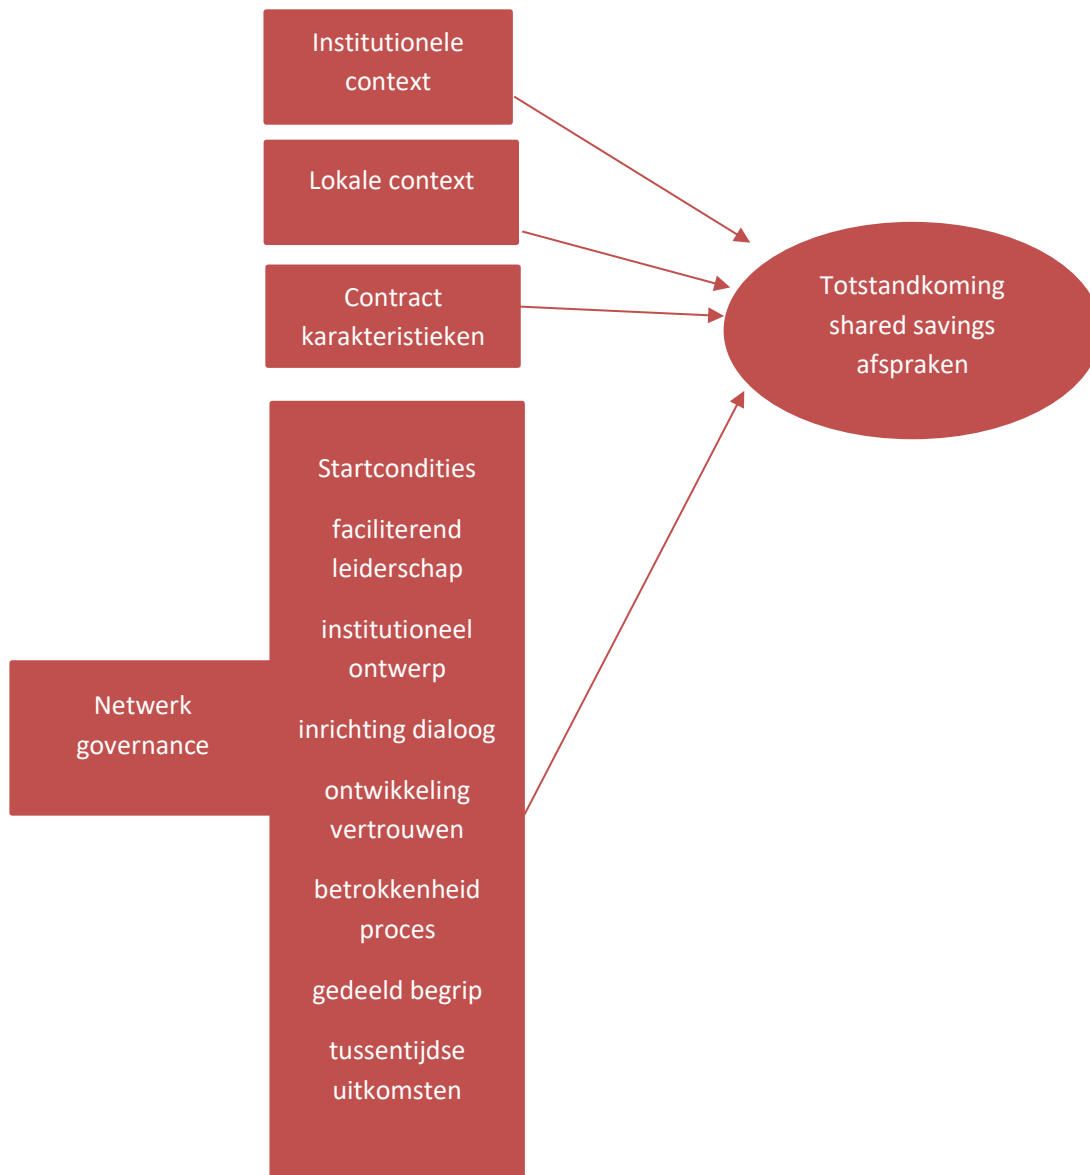 Institutionele
context
Lokale context
Contract
karakteristieken
Totstandkoming
shared savings
afspraken
Netwerk
governance
Startcondities
faciliterend
leiderschap
institutioneel
ontwerp
inrichting dialoog
ontwikkeling
vertrouwen
betrokkenheid
proces
gedeeld begrip
tussentijdse
uitkomsten